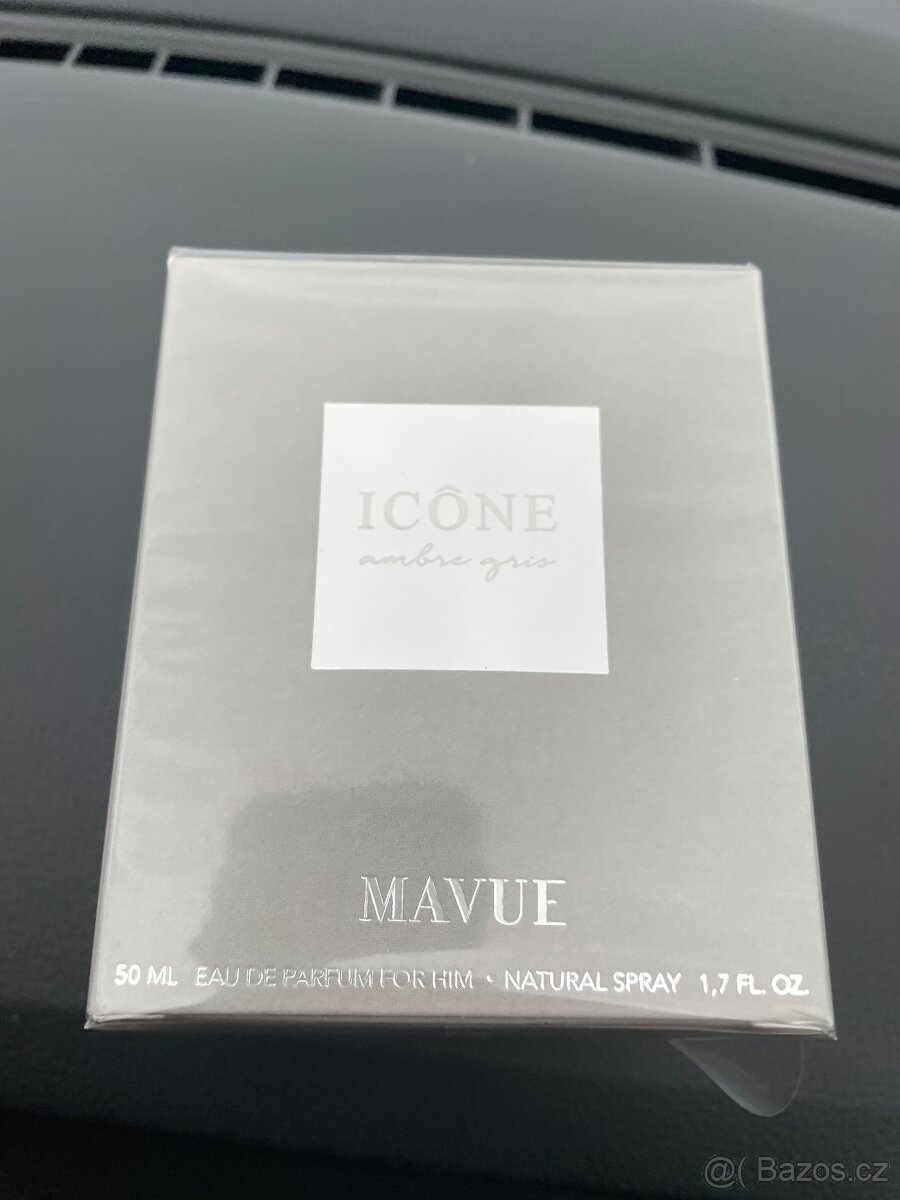 ICÔNE
ambre gris
MAVUE
50 ML EAU DE PARFUM FOR HIM · NATURAL SPRAY 1,7 FL. OZ.
@( Bazos.cz